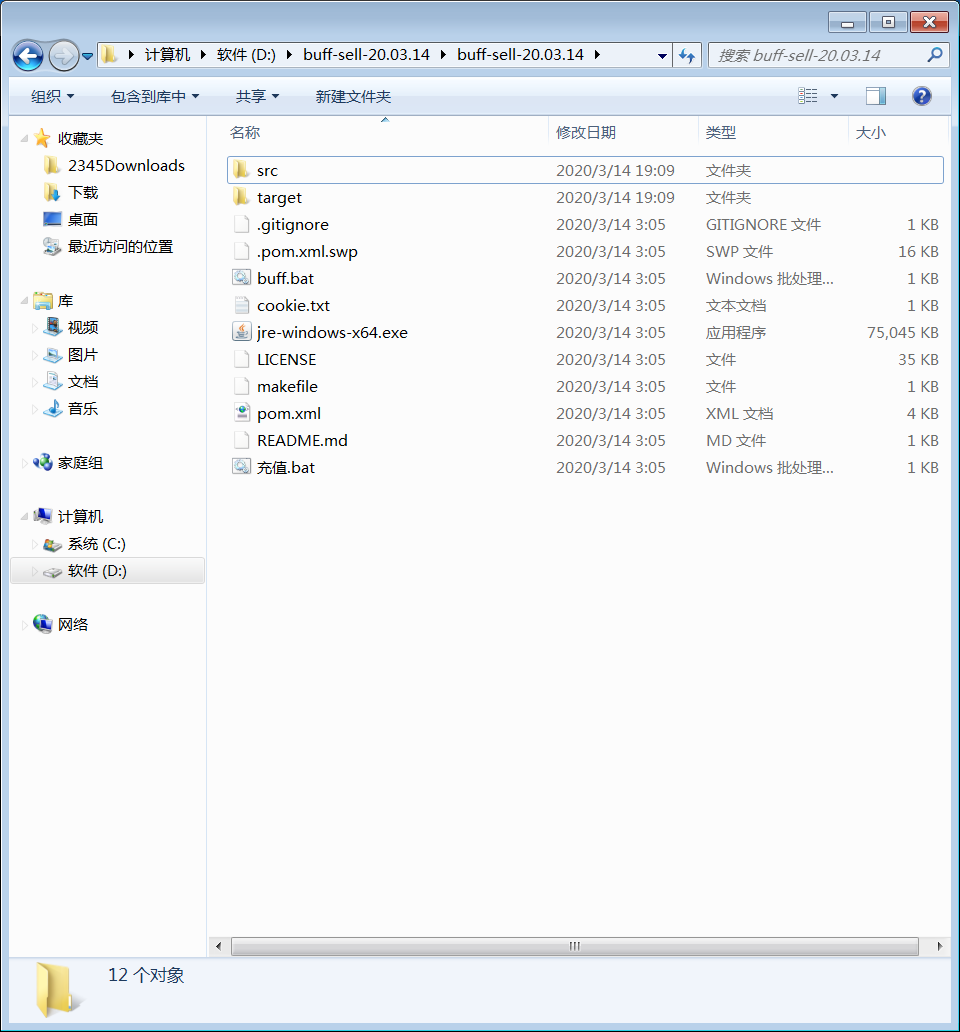 计算机 软件 (D:) buff-sell-20.03.14 buff-sell-20.03.14 搜索 buff-sell-20.03.14
组织 包含到库中 共享 新建文件夹
名称 修改日期 类型 大小
收藏夹
2345Downloads
下载
桌面
最近访问的位置
库
视频
图片
文档
音乐
家庭组
计算机
系统 (C:)
软件 (D:)
网络
src 2020/3/14 19:09 文件夹
target 2020/3/14 19:09 文件夹
.gitignore 2020/3/14 3:05 GITIGNORE 文件 1 KB
.pom.xml.swp 2020/3/14 3:05 SWP 文件 16 KB
buff.bat 2020/3/14 3:05 Windows 批处理... 1 KB
cookie.txt 2020/3/14 3:05 文本文档 1 KB
jre-windows-x64.exe 2020/3/14 3:05 应用程序 75,045 KB
LICENSE 2020/3/14 3:05 文件 35 KB
makefile 2020/3/14 3:05 文件 1 KB
pom.xml 2020/3/14 3:05 XML 文档 4 KB
README.md 2020/3/14 3:05 MD 文件 1 KB
充值.bat 2020/3/14 3:05 Windows 批处理... 1 KB
12 个对象